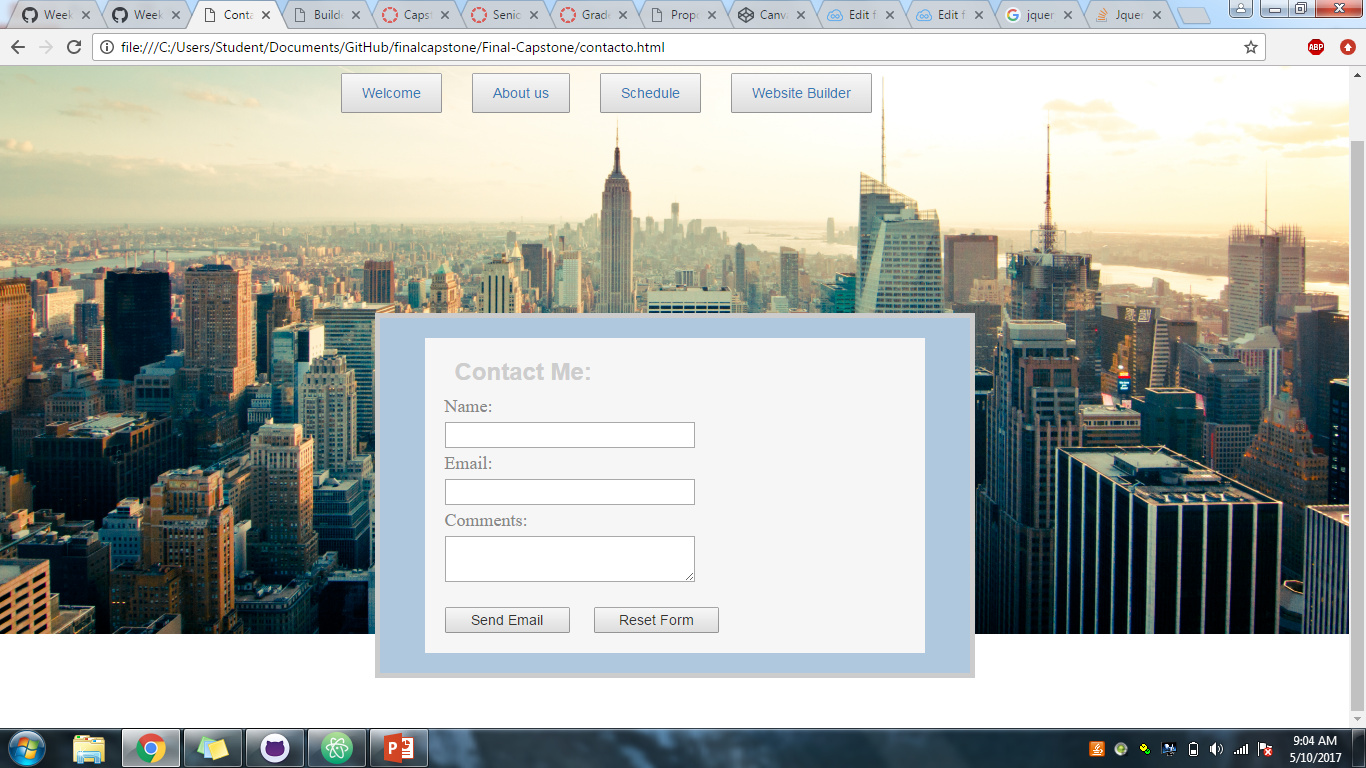 Week
Week
Conta
Builde
Caps
Senio
Grade
Propo
Canva
Edit f
Edit f
jquer
Jquer
file:///C:/Users/Student/Documents/GitHub/finalcapstone/Final-Capstone/contacto.html
ABP
Welcome
About us
Schedule
Website Builder
Contact Me:
Name:
Email:
Comments:
Send Email
Reset Form
9:04 AM
5/10/2017